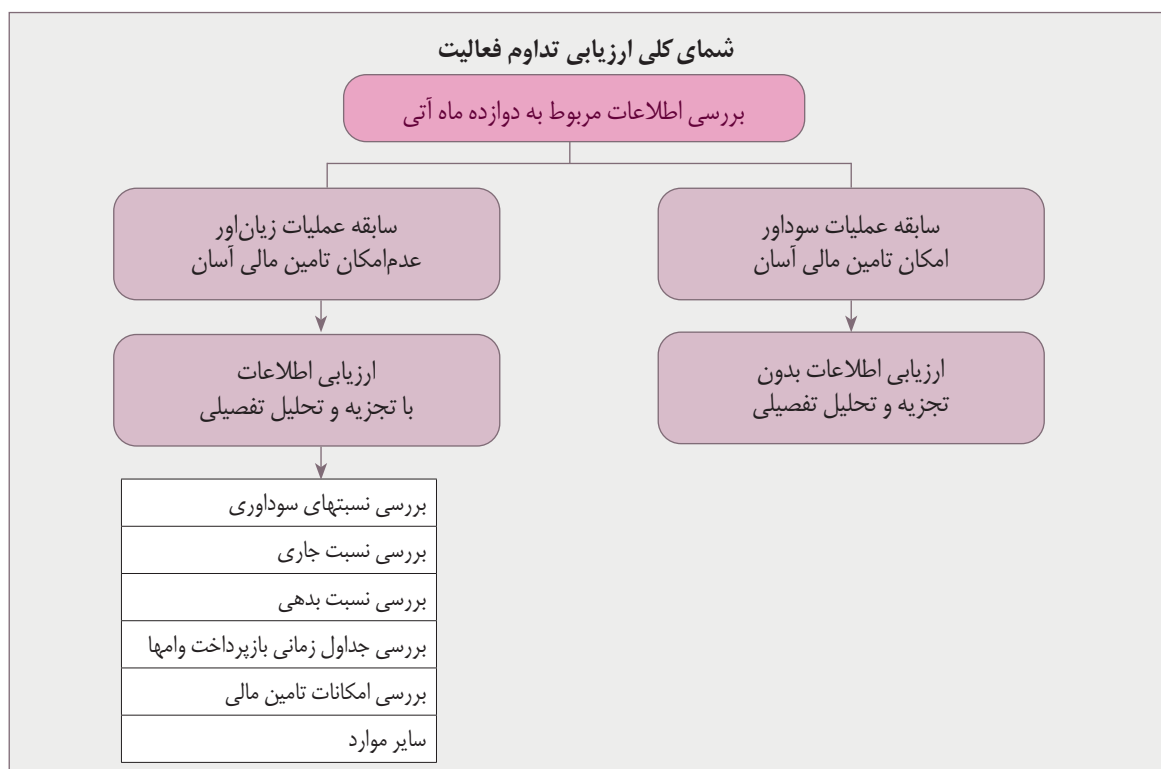 شمای کلی ارزیابی تداوم فعالیت
بررسی اطلاعات مربوط به دوازده ماه آتی
سابقه عملیات سوداور
امکان تامین مالی آسان
سابقه عملیات زیان‌اور
عدم‌امکان تامین مالی آسان
ارزیابی اطلاعات بدون
تجزیه و تحلیل تفصیلی
ارزیابی اطلاعات
با تجزیه و تحلیل تفصیلی
بررسی نسبتهای سوداوری
بررسی نسبت جاری
بررسی نسبت بدهی
بررسی جداول زمانی بازپرداخت وامها
بررسی امکانات تامین مالی
سایر موارد